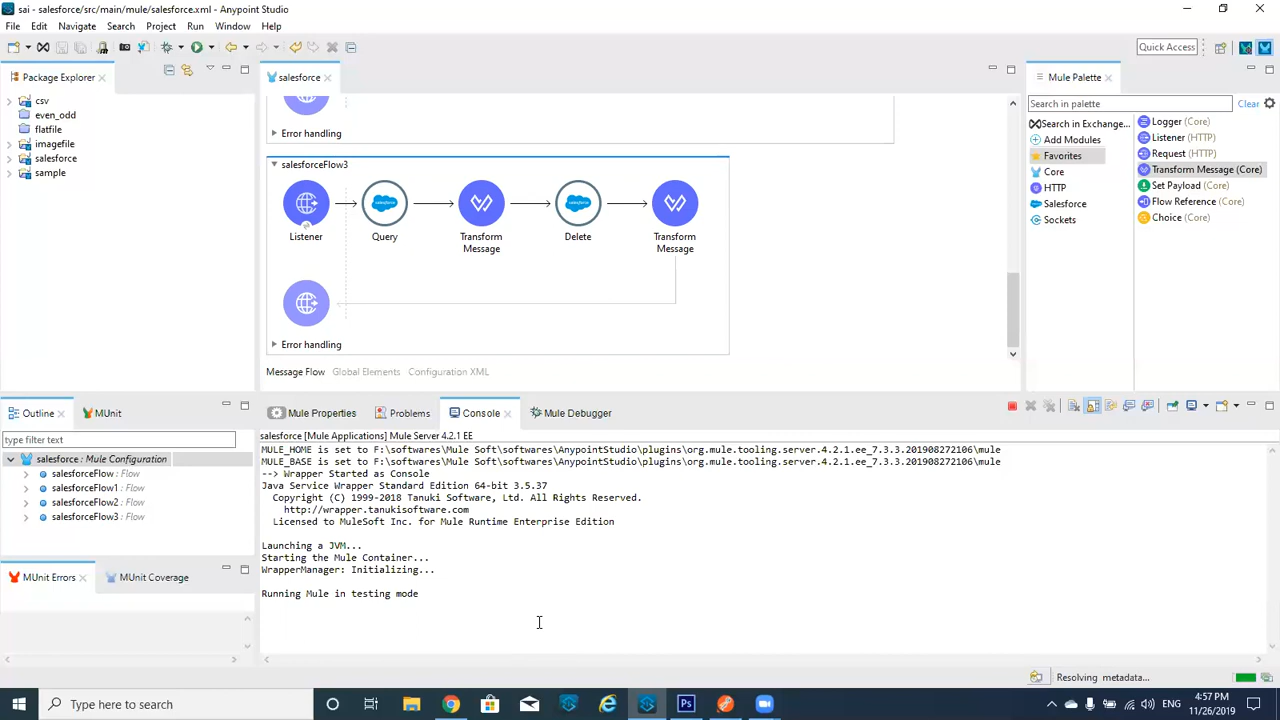 sai - salesforce/src/main/mule/salesforce.xml - Anypoint Studio
File Edit Navigate Search Project Run Window Help
Quick Access
Package Explorer
csv
even_odd
flatfile
imagefile
salesforce
sample
salesforce
Error handling
salesforceFlow3
salesforce
salesforce
Listener
Query
Transform
Message
Delete
Transform
Message
Error handling
Message Flow Global Elements Configuration XML
Mule Palette
Search in palette
Clear
Search in Exchange...
Add Modules
Favorites
Core
HTTP
Salesforce
Sockets
Logger (Core)
Listener (HTTP)
Request (HTTP)
Transform Message (Core)
Set Payload (Core)
Flow Reference (Core)
Choice (Core)
Outline
MUnit
type filter text
salesforce : Mule Configuration
salesforceFlow : Flow
salesforceFlow1 : Flow
salesforceFlow2 : Flow
salesforceFlow3 : Flow
MUnit Errors
MUnit Coverage
Mule Properties
Problems
Console
Mule Debugger
salesforce [Mule Applications] Mule Server 4.2.1 EE
MULE_HOME is set to F:\softwares\Mule Soft\softwares\AnypointStudio\plugins\org.mule.tooling.server.4.2.1.ee_7.3.3.201908272106\mule
MULE_BASE is set to F:\softwares\Mule Soft\softwares\AnypointStudio\plugins\org.mule.tooling.server.4.2.1.ee_7.3.3.201908272106\mule
--> Wrapper Started as Console
Java Service Wrapper Standard Edition 64-bit 3.5.37
Copyright (C) 1999-2018 Tanuki Software, Ltd. All Rights Reserved.
http://wrapper.tanukisoftware.com
Licensed to MuleSoft Inc. for Mule Runtime Enterprise Edition
Launching a JVM...
Starting the Mule Container...
WrapperManager: Initializing...
Running Mule in testing mode
Resolving metadata...
Type here to search
Ps
ENG
4:57 PM
11/26/2019